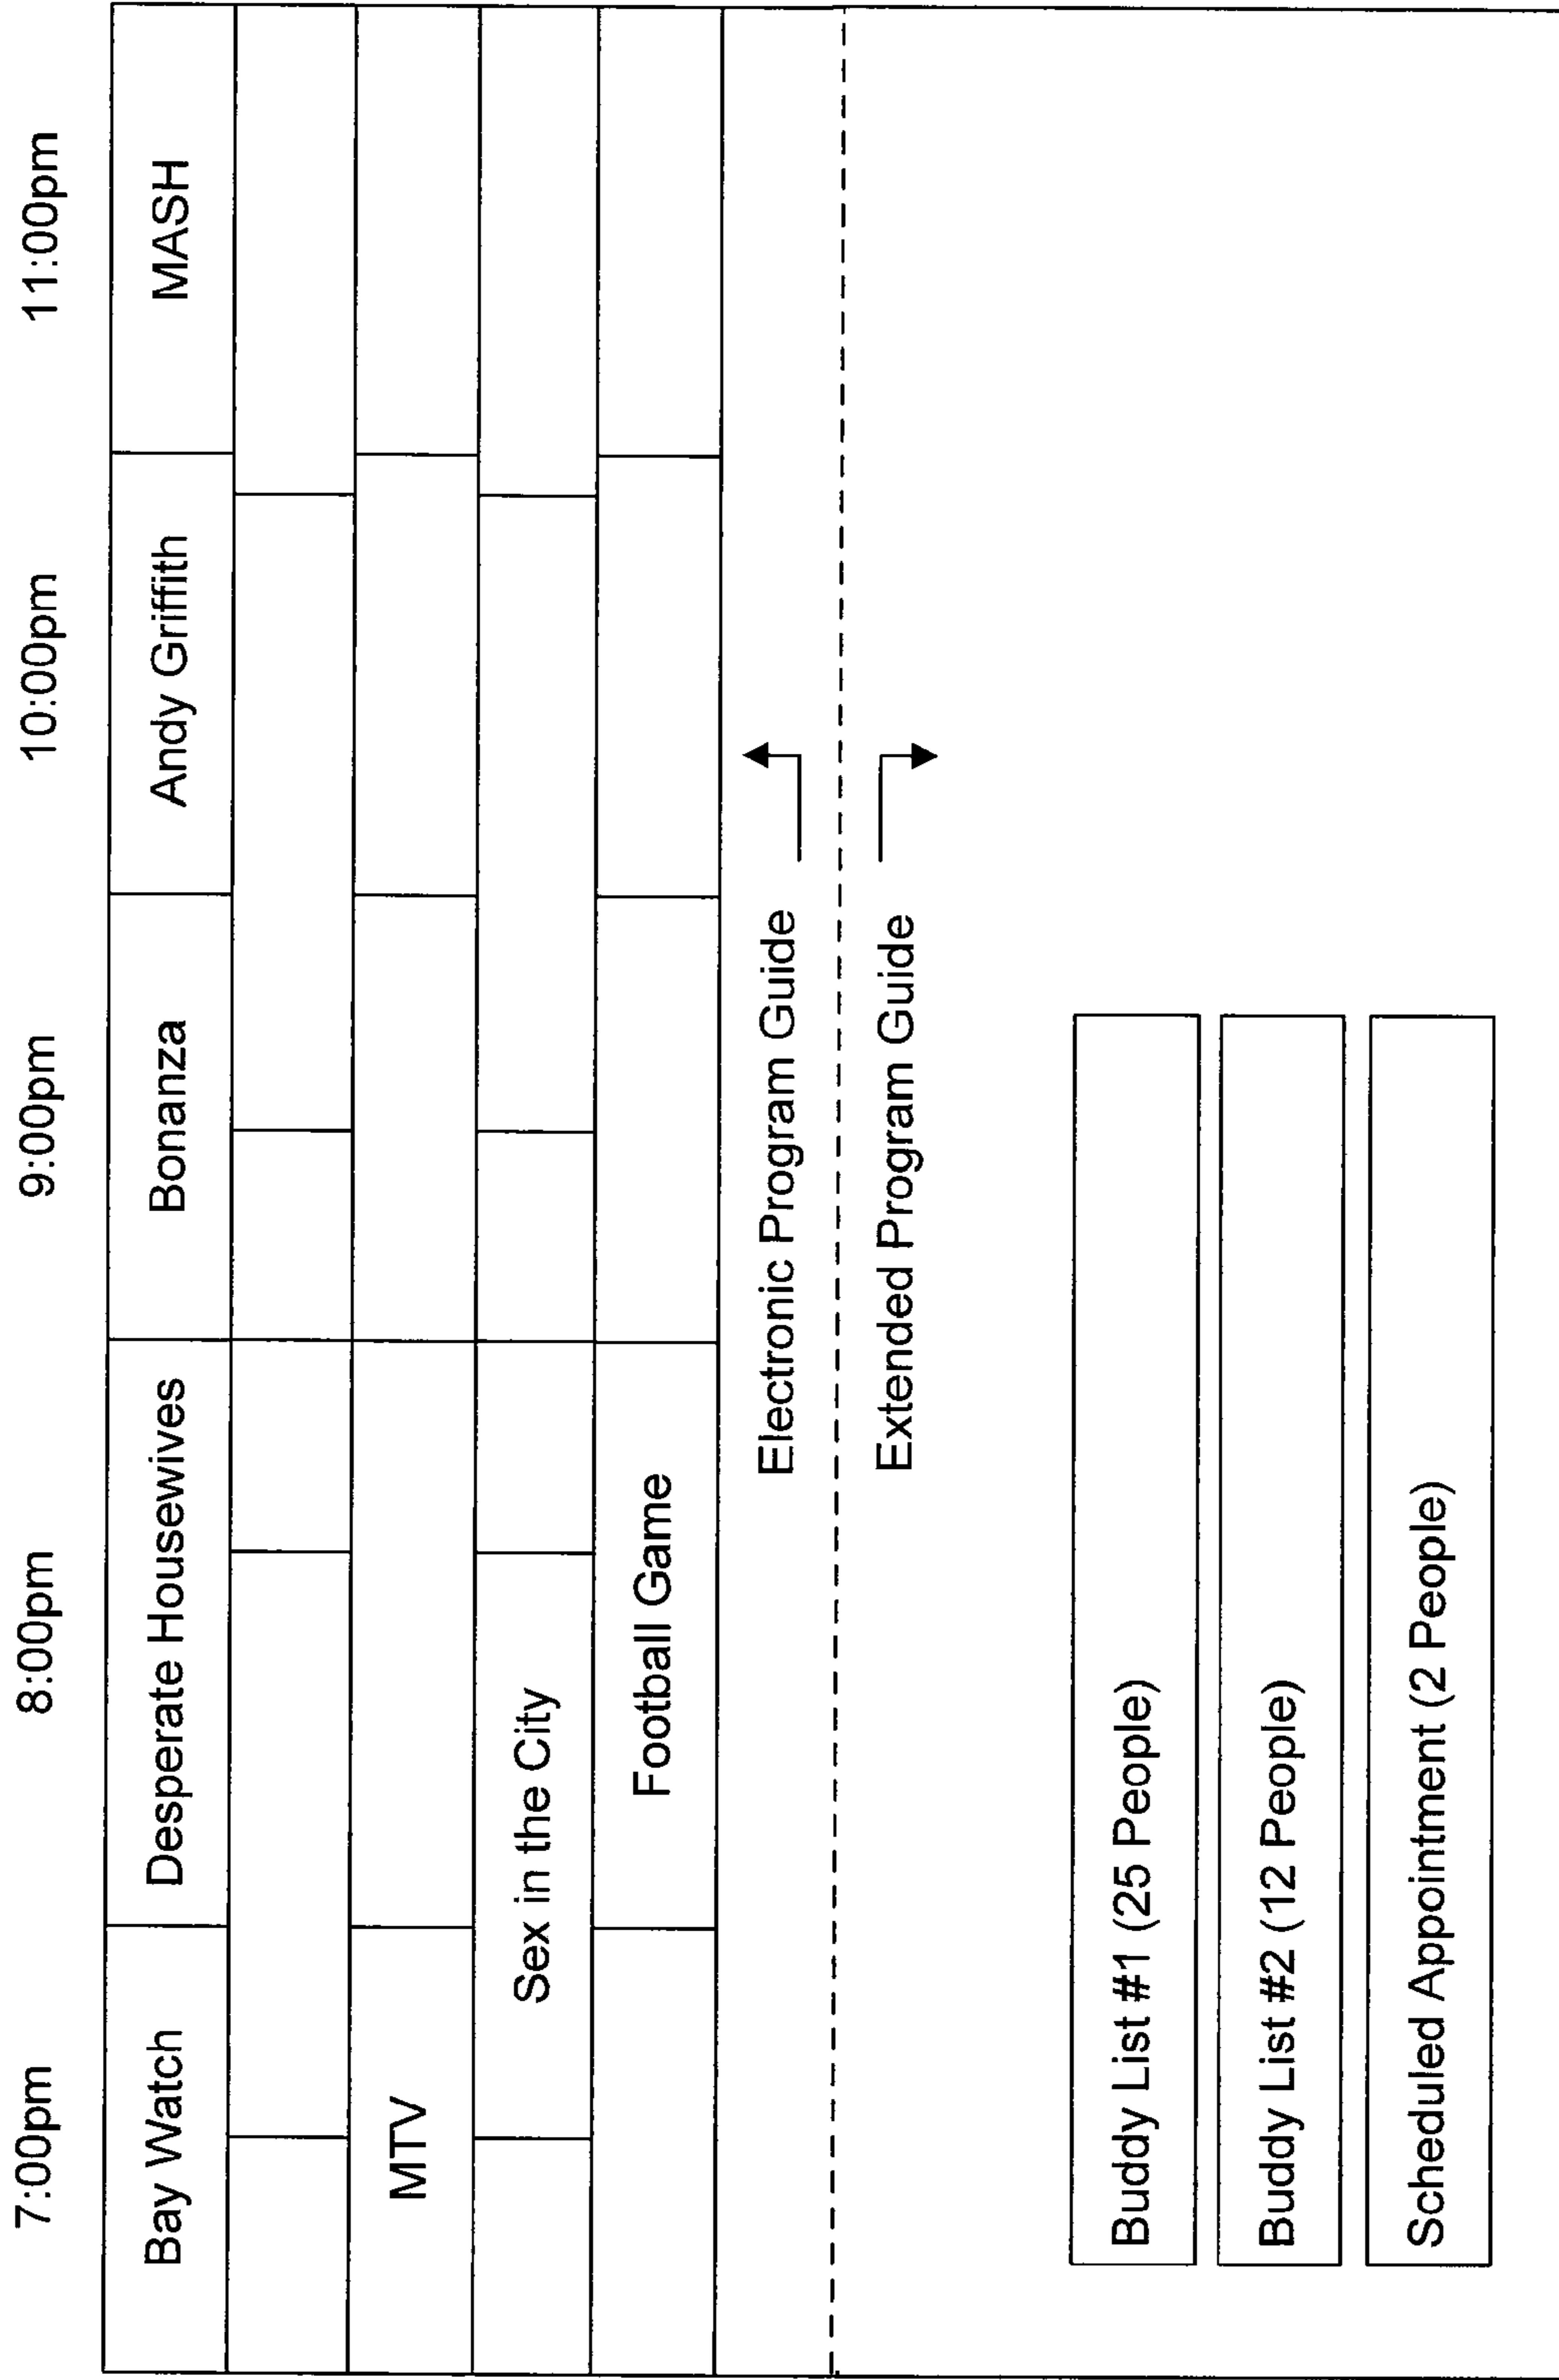 7:00pm 8:00pm 9:00pm 10:00pm 11:00pm
Bay Watch Desperate Housewives Bonanza Andy Griffith MASH
MTV
Sex in the City
Football Game
Electronic Program Guide
Extended Program Guide
Buddy List #1 (25 People)
Buddy List #2 (12 People)
Scheduled Appointment (2 People)